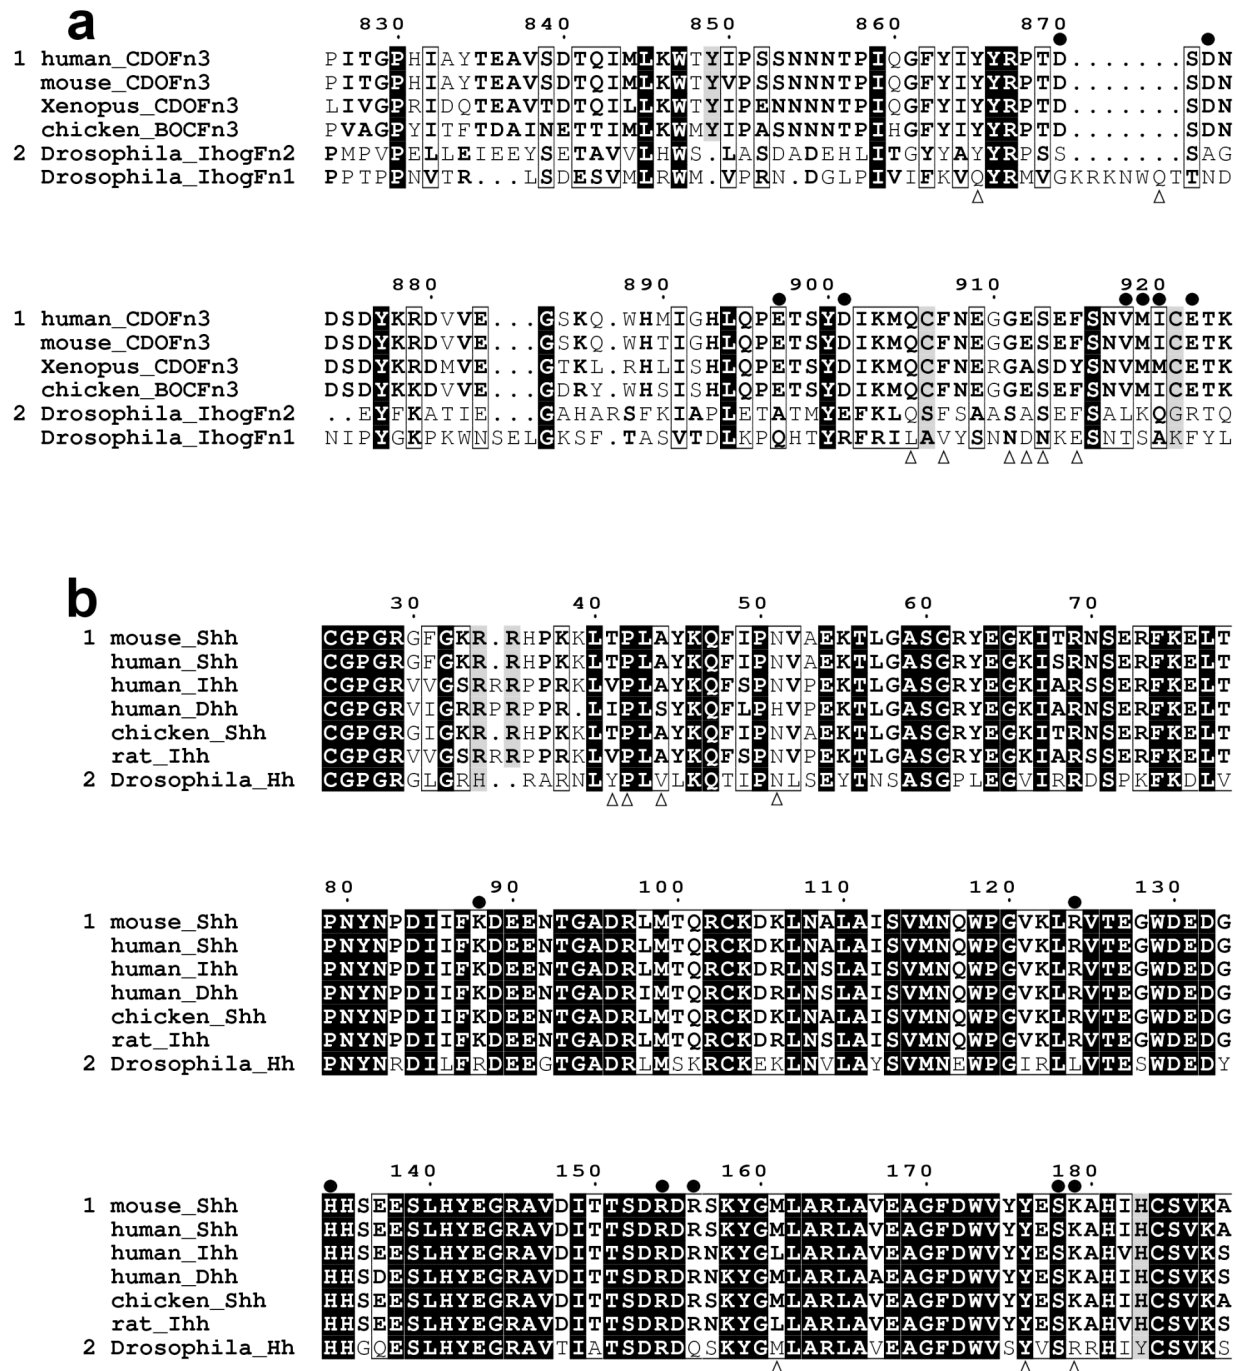 a
830 840 850 860 870
1 human_CDOFn3 PITGPHIAYTEAVSDTQIMLKWTYIPSSNNNTPIQGFYIYYRPTD.......SDN
mouse_CDOFn3 PITGPHIAYTEAVSDTQIMLKWTYVPSSNNNTPIQGFYIYYRPTD.......SDN
Xenopus_CDOFn3 LIVGPRIDQTEAVTDTQILLKWTYIPENNNNTPIQGFYIYYRPTD.......SDN
chicken_BOCFn3 PVAGPYITFTDAINETTIMLKWMYIPASNNNTPIHGFYIYYRPTD.......SDN
2 Drosophila_IhogFn2 PMPVPELLEIEEYSETAVVLHWS.LASDADEHLITGYYAYYRPSS.......SAG
Drosophila_IhogFn1 PPTPPNVTR...LSDESVMLRWM.VPRN.DGLPIVIFKVQYRMVGKRKNWQTTND
880 890 900 910 920
1 human_CDOFn3 DSDYKRDVVE...GSKQ.WHMIGHLQPETSYDIKMQCFNEGGESEFSNVMICETK
mouse_CDOFn3 DSDYKRDVVE...GSKQ.WHTIGHLQPETSYDIKMQCFNEGGESEFSNVMICETK
Xenopus_CDOFn3 DSDYKRDMVE...GTKL.RHLISHLQPETSYDIKMQCFNERGASDYSNVMMCETK
chicken_BOCFn3 DSDYKKDVVE...GDRY.WHSISHLQPETSYDIKMQCFNEGGESEFSNVMICETK
2 Drosophila_IhogFn2 ..EYFKATIE...GAHARSFKIAPLETATMYEFKLQSFSAASASEFSALKQGRTQ
Drosophila_IhogFn1 NIPYGKPKWNSELGKSF.TASVTDLKPQHTYRFRILAVYSNNDNKESNTSAKFYL
b
30 40 50 60 70
1 mouse_Shh CGPGRGFGKR.RHPKKLTPLAYKQFIPNVAEKTLGASGRYEGKITRNSERFKELT
human_Shh CGPGRGFGKR.RHPKKLTPLAYKQFIPNVAEKTLGASGRYEGKISRNSERFKELT
human_Ihh CGPGRVVGSRRRPPRKLVPLAYKQFSPNVPEKTLGASGRYEGKIARSSERFKELT
human_Dhh CGPGRVIGRRPRPPR.LIPLSYKQFLPHVPEKTLGASGRYEGKIARNSERFKELT
chicken_Shh CGPGRGIGKR.RHPKKLTPLAYKQFIPNVAEKTLGASGRYEGKITRNSERFKELT
rat_Ihh CGPGRVVGSRRRPPRKLVPLAYKQFSPNVPEKTLGASGRYEGKIARSSERFKELT
2 Drosophila_Hh CGPGRGLGRH..RARNLYPLVLKQTIPNLSEYTNSASGPLEGVIRRDSPKFKDLV
80 90 100 110 120 130
1 mouse_Shh PNYNPDIIFKDEENTGADRLMTQRCKDKLNALAISVMNQWPGVKLRVTEGWDEDG
human_Shh PNYNPDIIFKDEENTGADRLMTQRCKDKLNALAISVMNQWPGVKLRVTEGWDEDG
human_Ihh PNYNPDIIFKDEENTGADRLMTQRCKDRLNSLAISVMNQWPGVKLRVTEGWDEDG
human_Dhh PNYNPDIIFKDEENTGADRIMTQRCKDRLNSLAISVMNQWPGVKLRVTEGWDEDG
chicken_Shh PNYNPDIIFKDEENTGADRLMTQRCKDKLNALAISVMNQWPGVKLRVTEGWDEDG
rat_Ihh PNYNPDIIFKDEENTGADRLMTQRCKDRLNSLAISVMNQWPGVKLRVTEGWDEDG
2 Drosophila_Hh PNYNRDILFRDEEGTGADRLMSKRCKEKLNVLAYSVMNEWPGIRLLVTESWDEDY
140 150 160 170 180
1 mouse_Shh HHSEESLHYEGRAVDITTSDRDRSKYGMLARLAVEAGFDWVYYESKAHIHCSVKA
human_Shh HHSEESLHYEGRAVDITTSDRDRSKYGMLARLAVEAGFDWVYYESKAHIHCSVKA
human_Ihh HHSEESLHYEGRAVDITTSDRDRNKYGLLARLAVEAGFDWVYYESKAHVHCSVKS
human_Dhh HHSDESLHYEGRAVDITTSDRDRNKYGMLARLAAEAGFDWVYYESKAHIHCSVKS
chicken_Shh HHSEESLHYEGRAVDITTSDRDRSKYGMLARLAVEAGFDWVYYESKAHIHCSVKA
rat_Ihh HHSEESLHYEGRAVDITTSDRDRNKYGLLARLAVEAGFDWVYYESKAHVHCSVKS
2 Drosophila_Hh HHGQESLHYEGRAVTIATSDRDQSKYGMLARLAVEAGFDWVSYVSRRHIYCSVKS